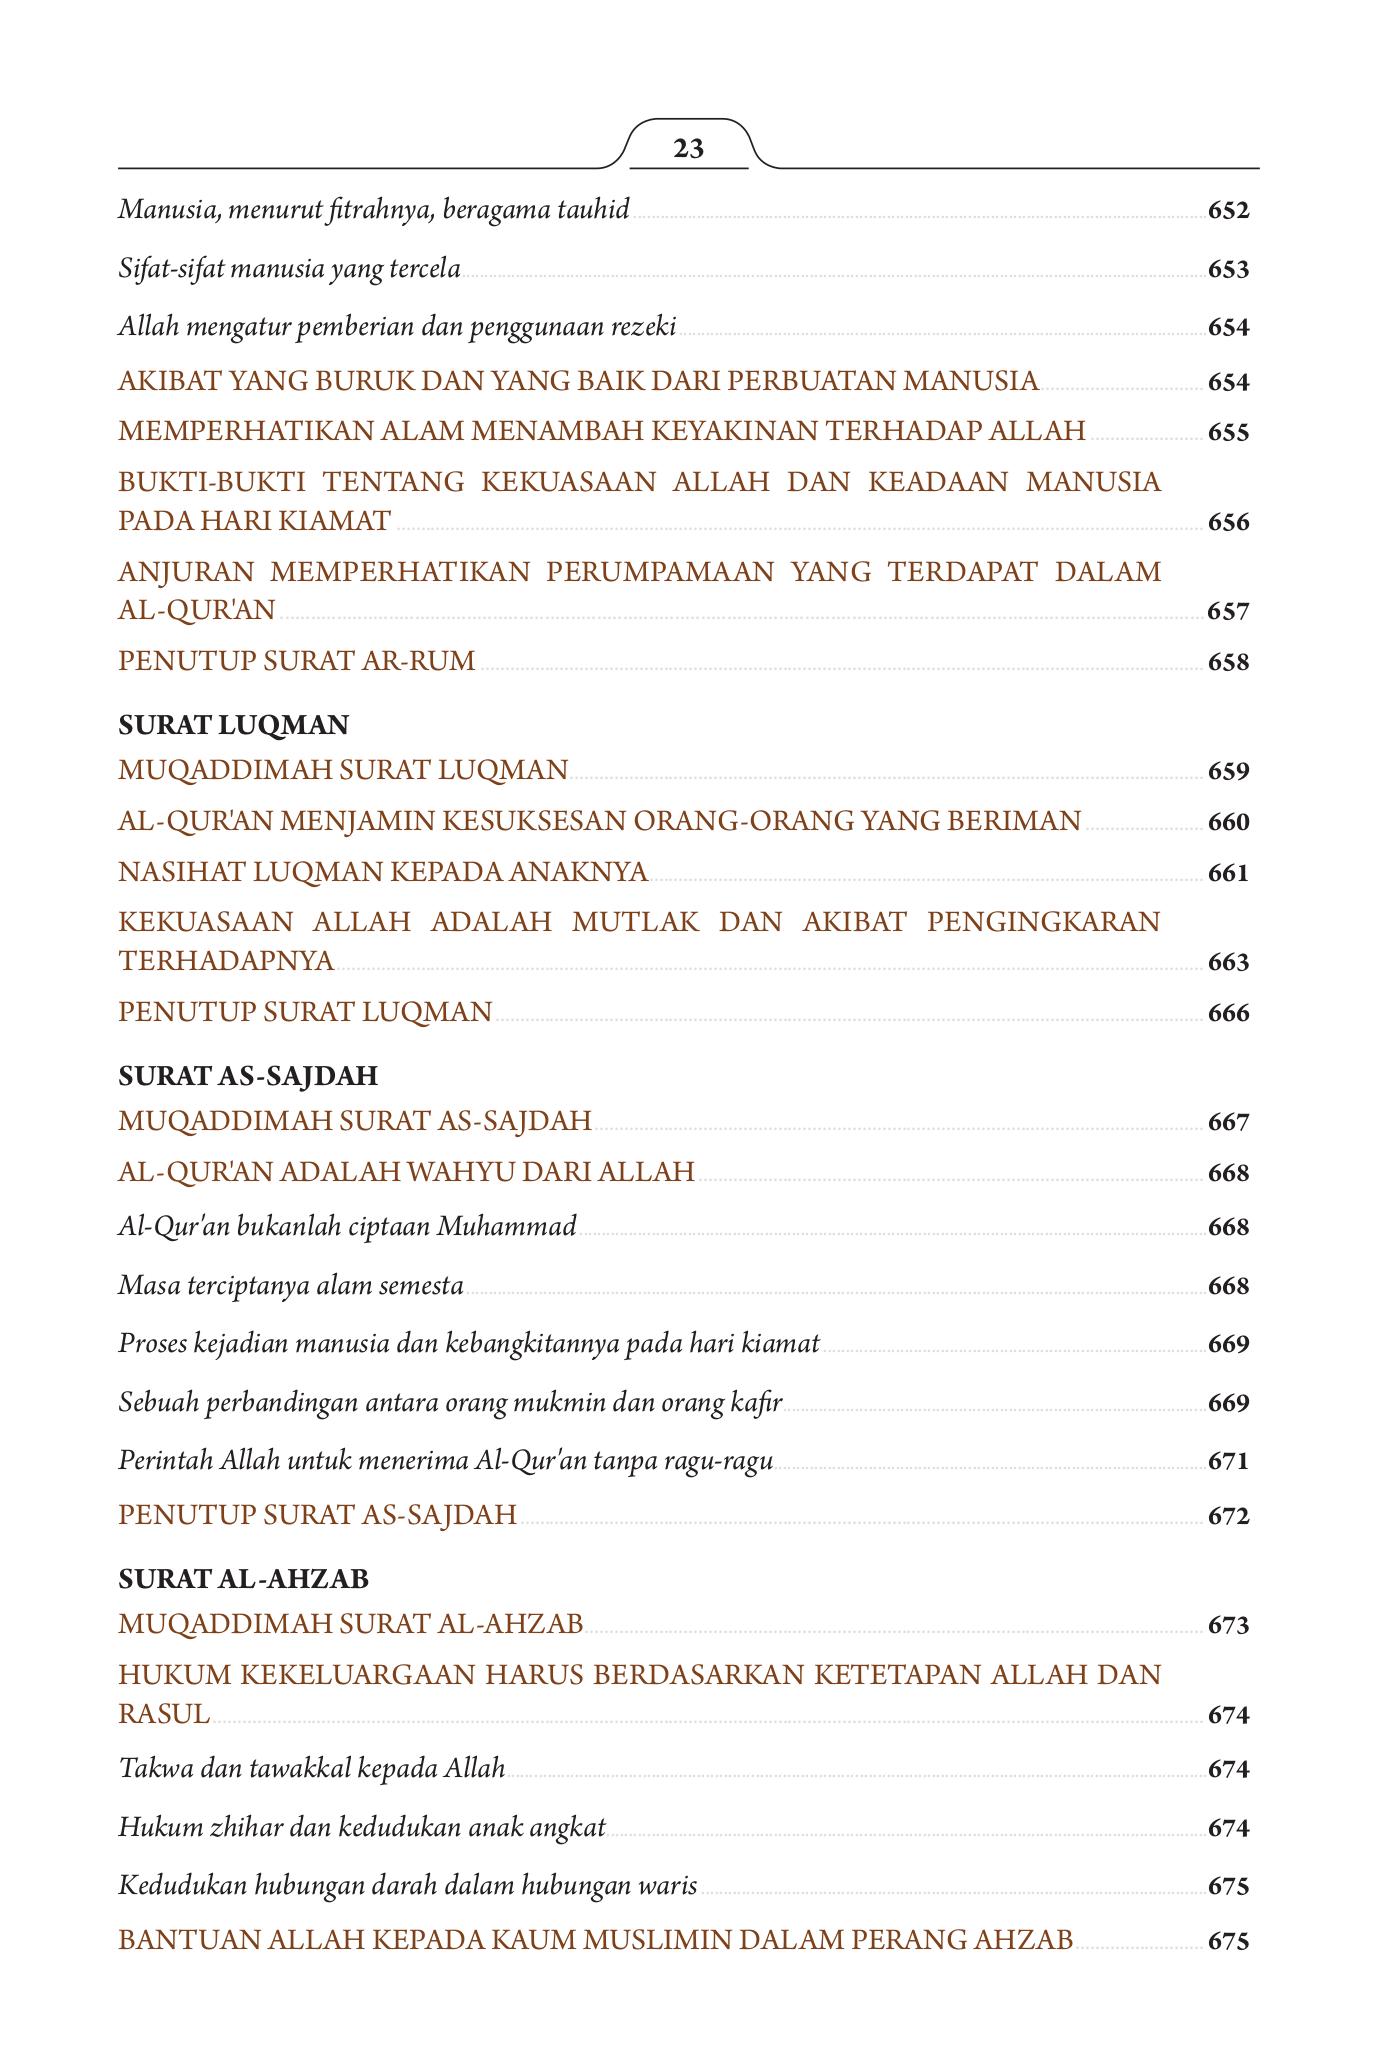 23
Manusia, menurut fitrahnya, beragama tauhid 652
Sifat-sifat manusia yang tercela 653
Allah mengatur pemberian dan penggunaan rezeki 654
AKIBAT YANG BURUK DAN YANG BAIK DARI PERBUATAN MANUSIA 654
MEMPERHATIKAN ALAM MENAMBAH KEYAKINAN TERHADAP ALLAH 655
BUKTI-BUKTI TENTANG KEKUASAAN ALLAH DAN KEADAAN MANUSIA
PADA HARI KIAMAT 656
ANJURAN MEMPERHATIKAN PERUMPAMAAN YANG TERDAPAT DALAM
AL-QUR'AN 657
PENUTUP SURAT AR-RUM 658
SURAT LUQMAN
MUQADDIMAH SURAT LUQMAN 659
AL-QUR'AN MENJAMIN KESUKSESAN ORANG-ORANG YANG BERIMAN 660
NASIHAT LUQMAN KEPADA ANAKNYA 661
KEKUASAAN ALLAH ADALAH MUTLAK DAN AKIBAT PENGINGKARAN
TERHADAPNYA 663
PENUTUP SURAT LUQMAN 666
SURAT AS-SAJDAH
MUQADDIMAH SURAT AS-SAJDAH 667
AL-QUR'AN ADALAH WAHYU DARI ALLAH 668
Al-Qur'an bukanlah ciptaan Muhammad 668
Masa terciptanya alam semesta 668
Proses kejadian manusia dan kebangkitannya pada hari kiamat 669
Sebuah perbandingan antara orang mukmin dan orang kafir 669
Perintah Allah untuk menerima Al-Qur'an tanpa ragu-ragu 671
PENUTUP SURAT AS-SAJDAH 672
SURAT AL-AHZAB
MUQADDIMAH SURAT AL-AHZAB 673
HUKUM KEKELUARGAAN HARUS BERDASARKAN KETETAPAN ALLAH DAN
RASUL 674
Takwa dan tawakkal kepada Allah 674
Hukum zhihar dan kedudukan anak angkat 674
Kedudukan hubungan darah dalam hubungan waris 675
BANTUAN ALLAH KEPADA KAUM MUSLIMIN DALAM PERANG AHZAB 675